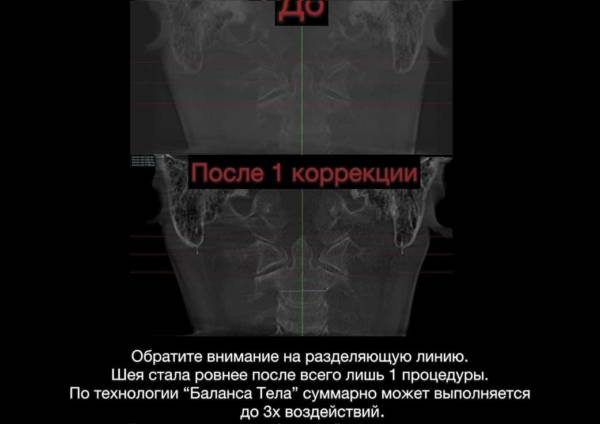 До
После 1 коррекции
Обратите внимание на разделяющую линию.
Шея стала ровнее после всего лишь 1 процедуры.
По технологии “Баланса Тела” суммарно может выполняется
до 3х воздействий.